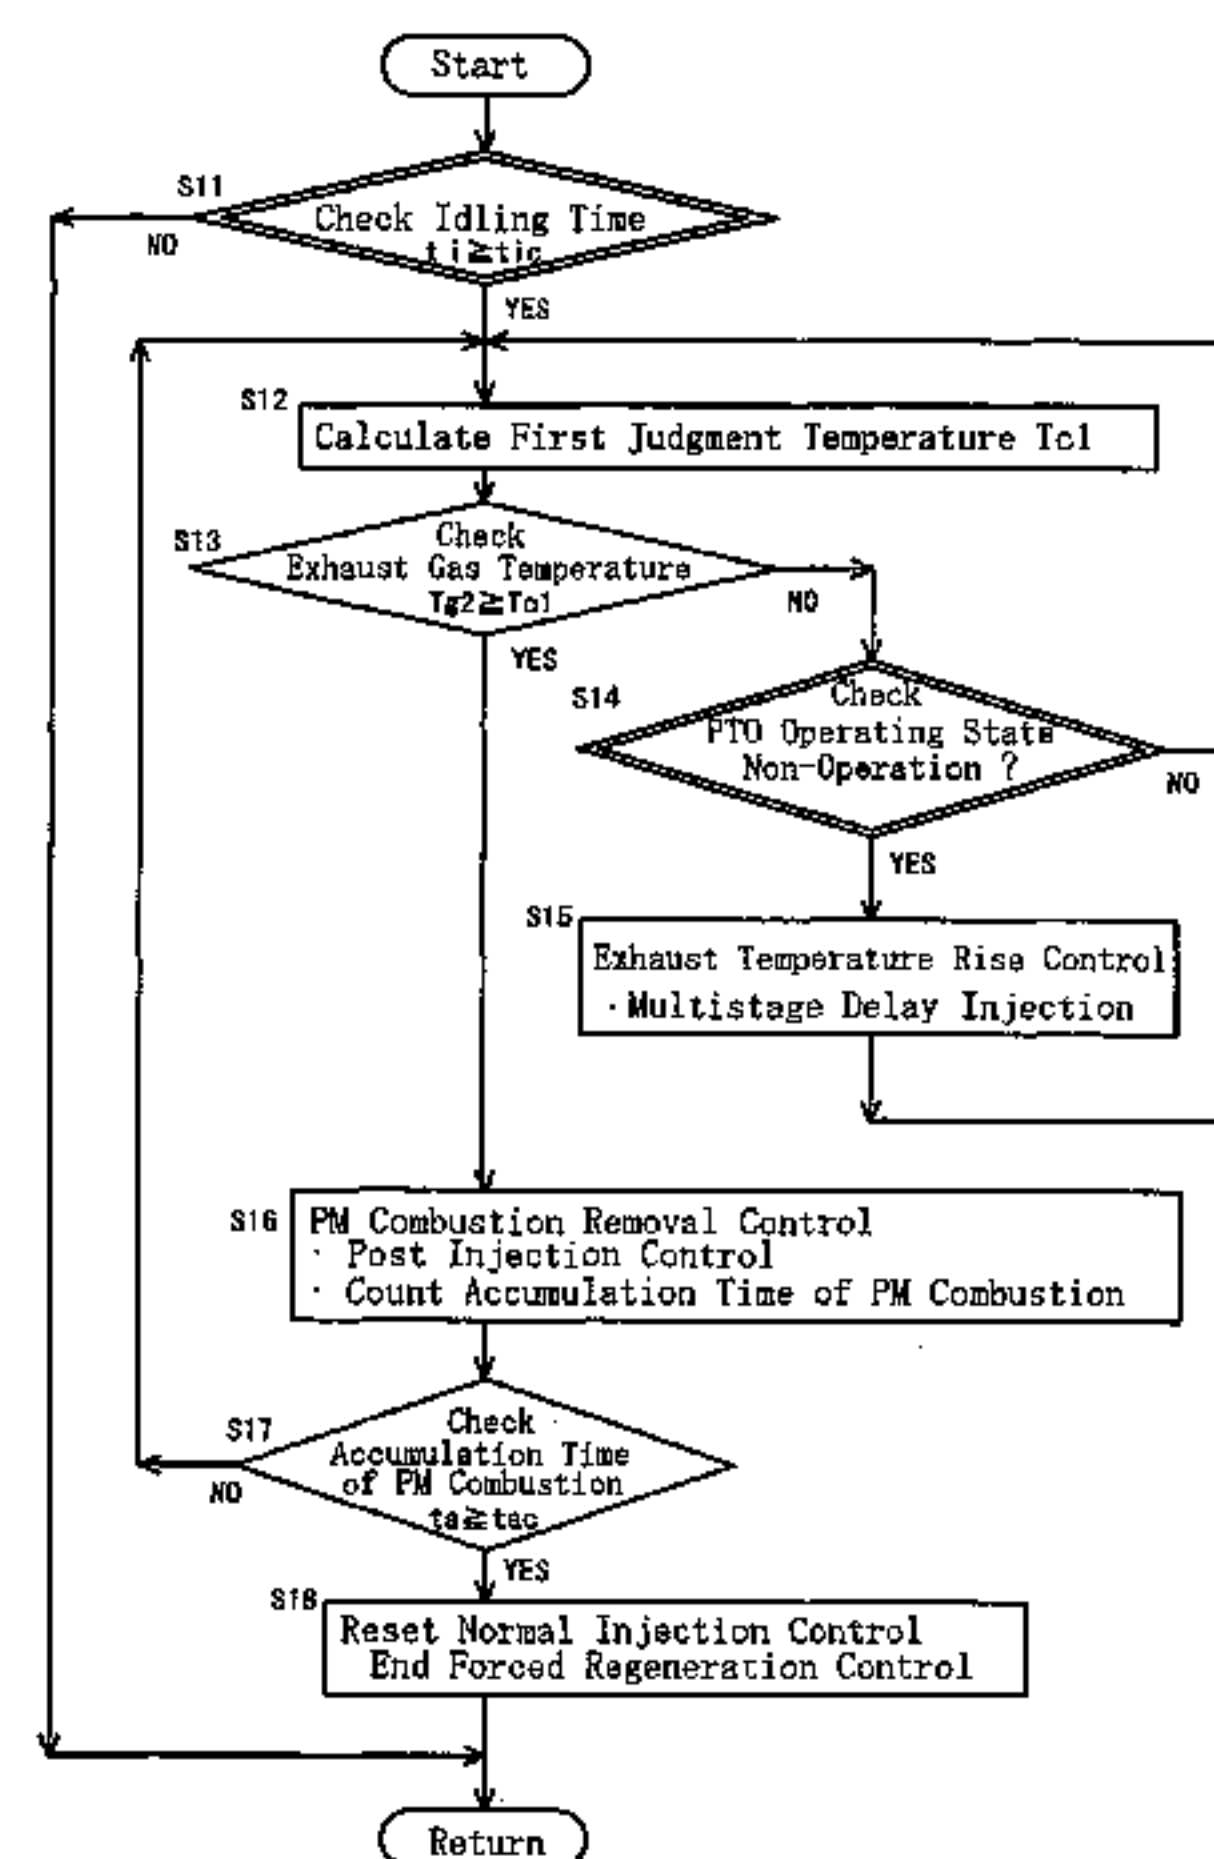 Start
S11
Check Idling Time
ti≧tic
NO
YES
S12
Calculate First Judgment Temperature Tc1
S13
Check
Exhaust Gas Temperature
Tg2≧Tc1
NO
YES
S14
Check
PTO Operating State
Non-Operation ?
NO
YES
S15
Exhaust Temperature Rise Control
・Multistage Delay Injection
S16
PM Combustion Removal Control
・ Post Injection Control
・ Count Accumulation Time of PM Combustion
S17
Check
Accumulation Time
of PM Combustion
ta≧tac
NO
YES
S18
Reset Normal Injection Control
End Forced Regeneration Control
Return